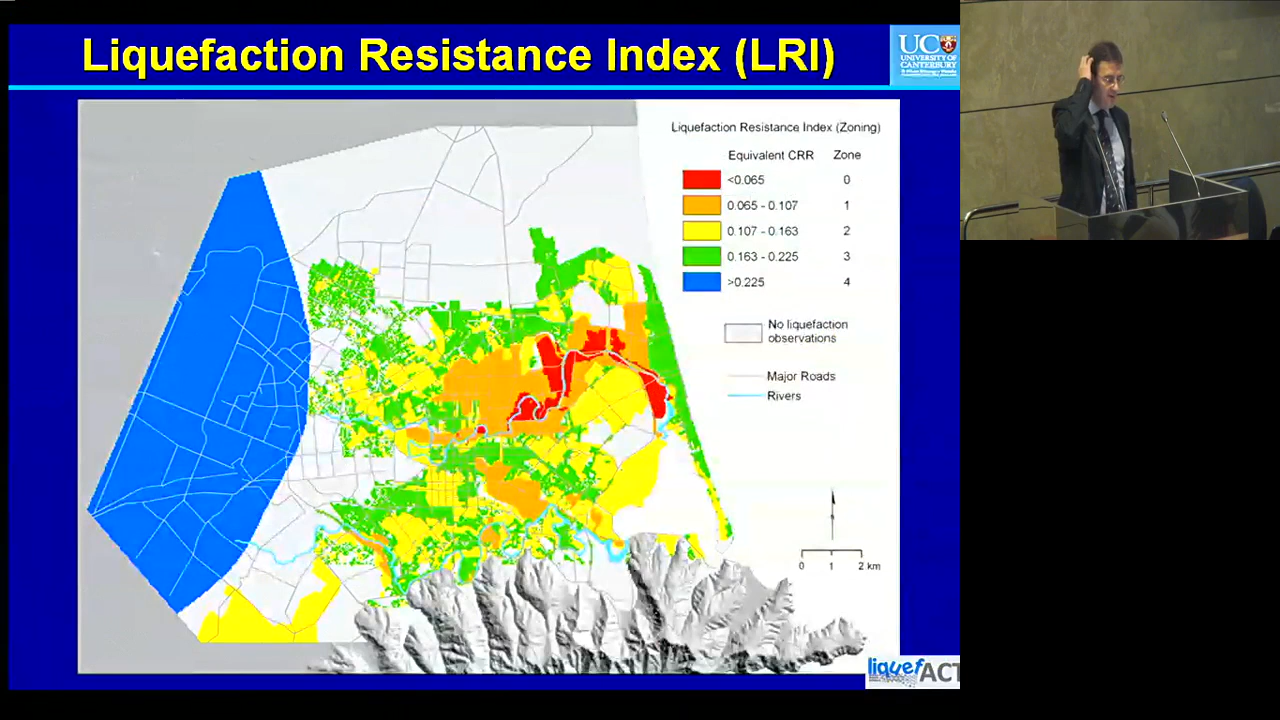 Liquefaction Resistance Index (LRI)
UC
UNIVERSITY OF
CANTERBURY
Liquefaction Resistance Index (Zoning)
Equivalent CRR Zone
<0.065 0
0.065 - 0.107 1
0.107 - 0.163 2
0.163 - 0.225 3
>0.225 4
No liquefaction
observations
Major Roads
Rivers
0 1 2 km
liquefACT